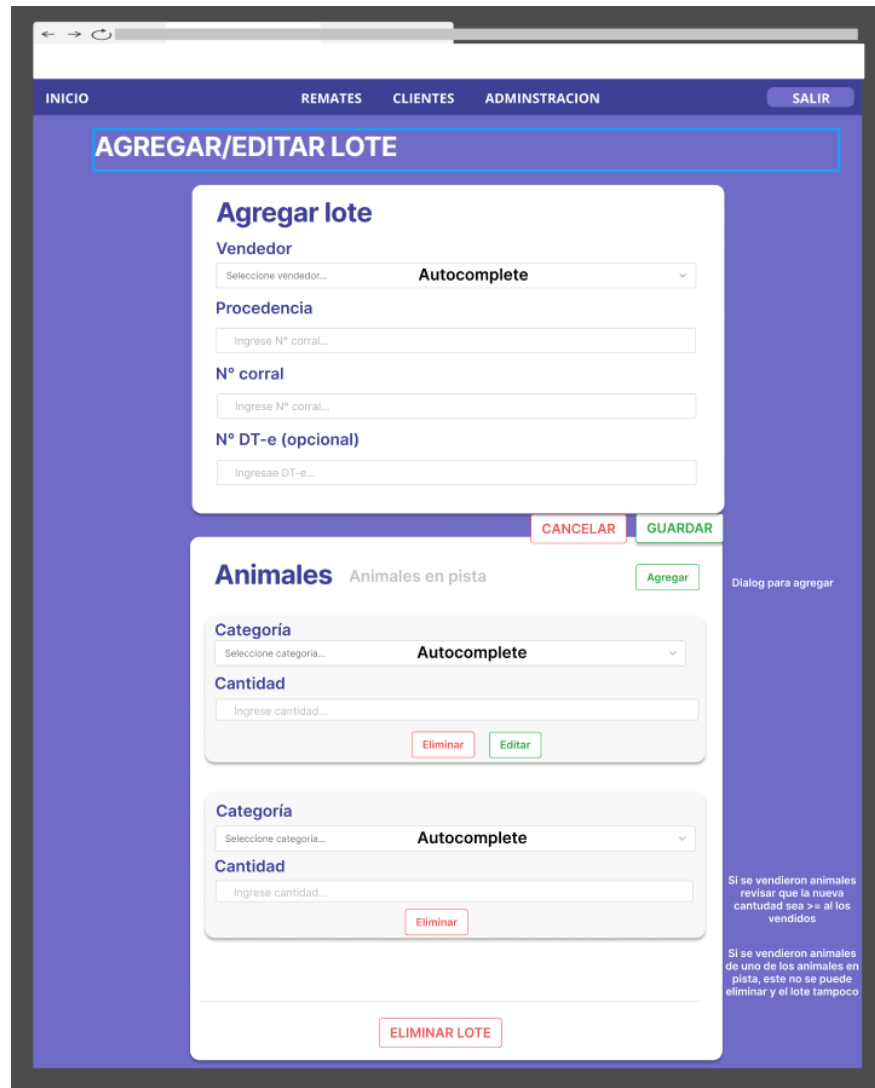 INICIO REMATES CLIENTES ADMINSTRACION SALIR
AGREGAR/EDITAR LOTE
Agregar lote
Vendedor
Seleccione vendedor... Autocomplete
Procedencia
Ingrese N° corral...
N° corral
Ingrese N° corral...
N° DT-e (opcional)
Ingresae DT-e...
CANCELAR GUARDAR
Animales Animales en pista Agregar
Dialog para agregar
Categoría
Seleccione categoria... Autocomplete
Cantidad
Ingrese cantidad...
Eliminar Editar
Categoría
Seleccione categoria... Autocomplete
Cantidad
Ingrese cantidad...
Eliminar
Si se vendieron animales
revisar que la nueva
cantudad sea >= al los
vendidos
Si se vendieron animales
de uno de los animales en
pista, este no se puede
eliminar y el lote tampoco
ELIMINAR LOTE